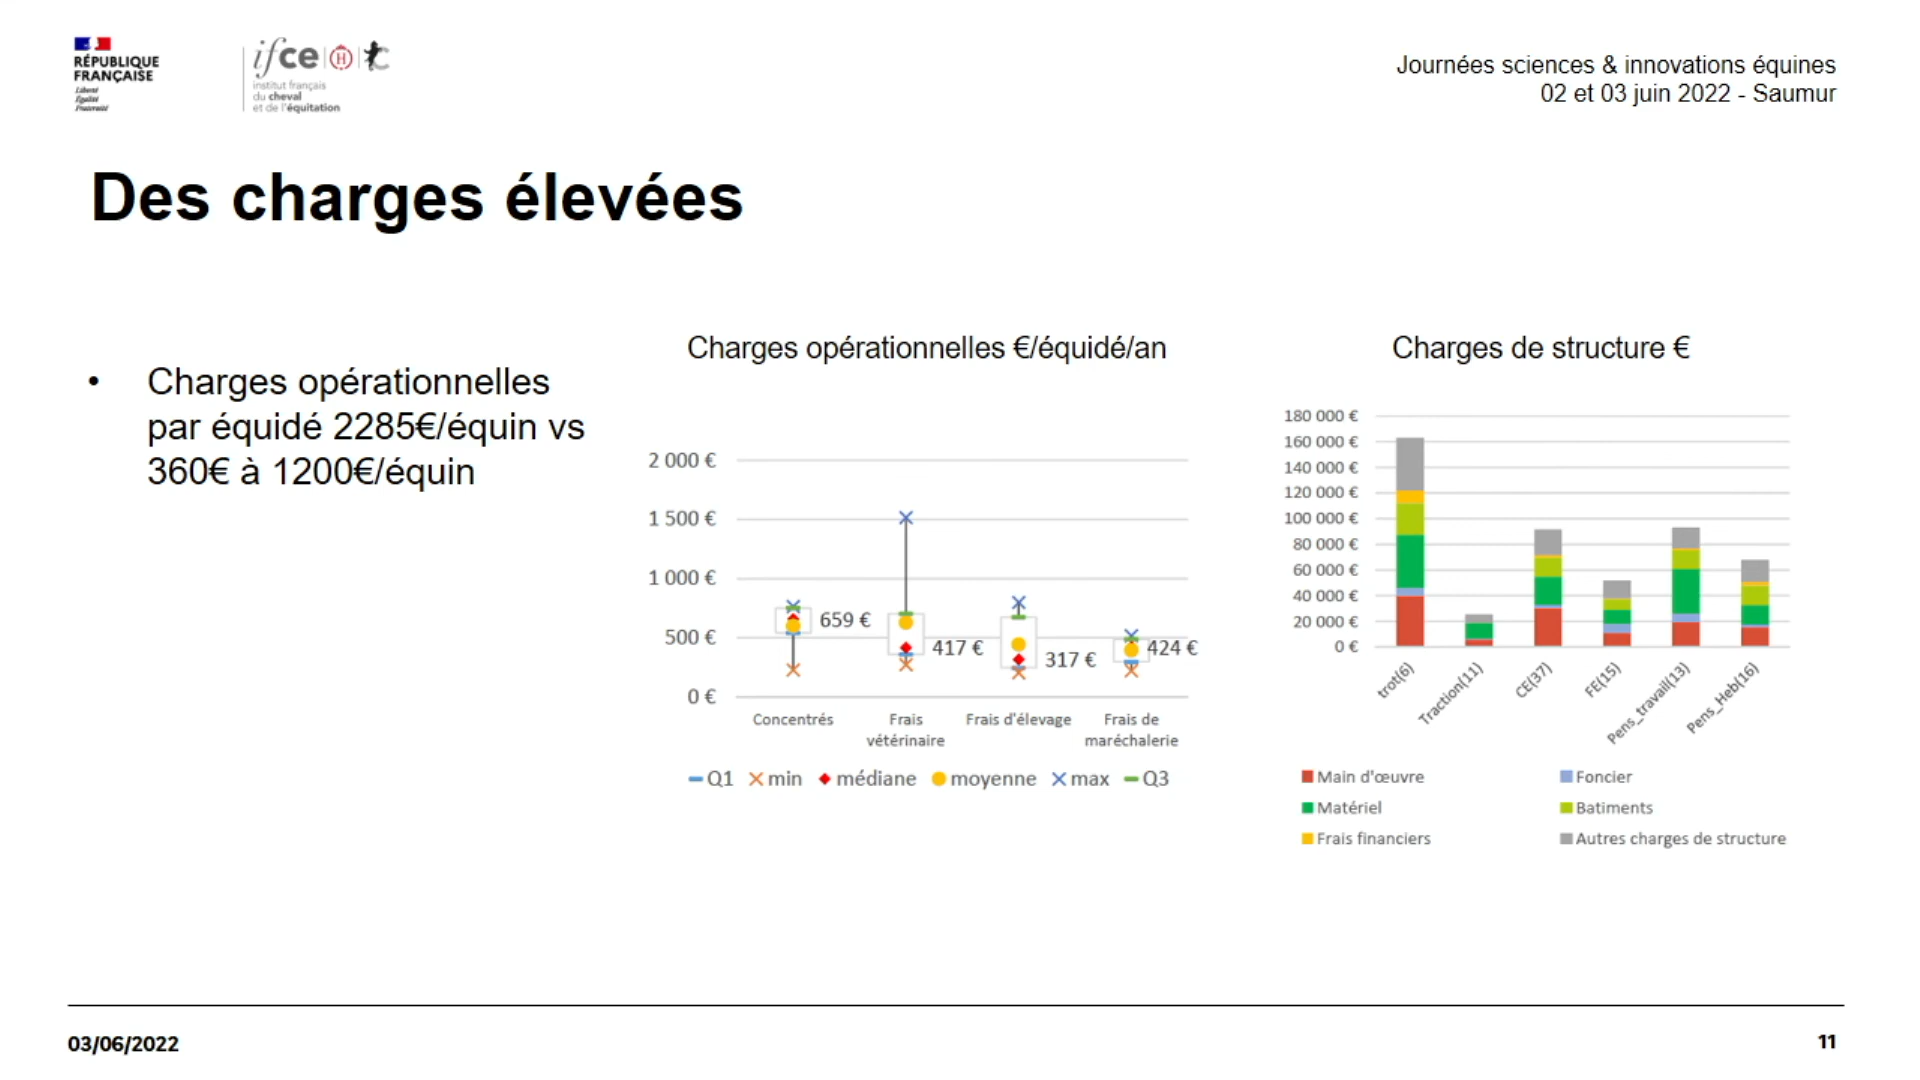 RÉPUBLIQUE
FRANÇAISE
Liberté
Égalité
Fraternité
ifce
institut français
du cheval
et de l'équitation
Journées sciences & innovations équines
02 et 03 juin 2022 - Saumur
Des charges élevées
• Charges opérationnelles
par équidé 2285€/équin vs
360€ à 1200€/équin
Charges opérationnelles €/équidé/an
2 000 €
1 500 €
1 000 €
500 €
0 €
659 €
417 €
317 €
424 €
Concentrés
Frais
vétérinaire
Frais d'élevage
Frais de
maréchalerie
Q1 min médiane moyenne max Q3
Charges de structure €
180 000 €
160 000 €
140 000 €
120 000 €
100 000 €
80 000 €
60 000 €
40 000 €
20 000 €
0 €
trot(6)
Traction(11)
CE(37)
FE(15)
Pens_travail(13)
Pens_Heb(16)
Main d'œuvre
Foncier
Matériel
Batiments
Frais financiers
Autres charges de structure
03/06/2022
11